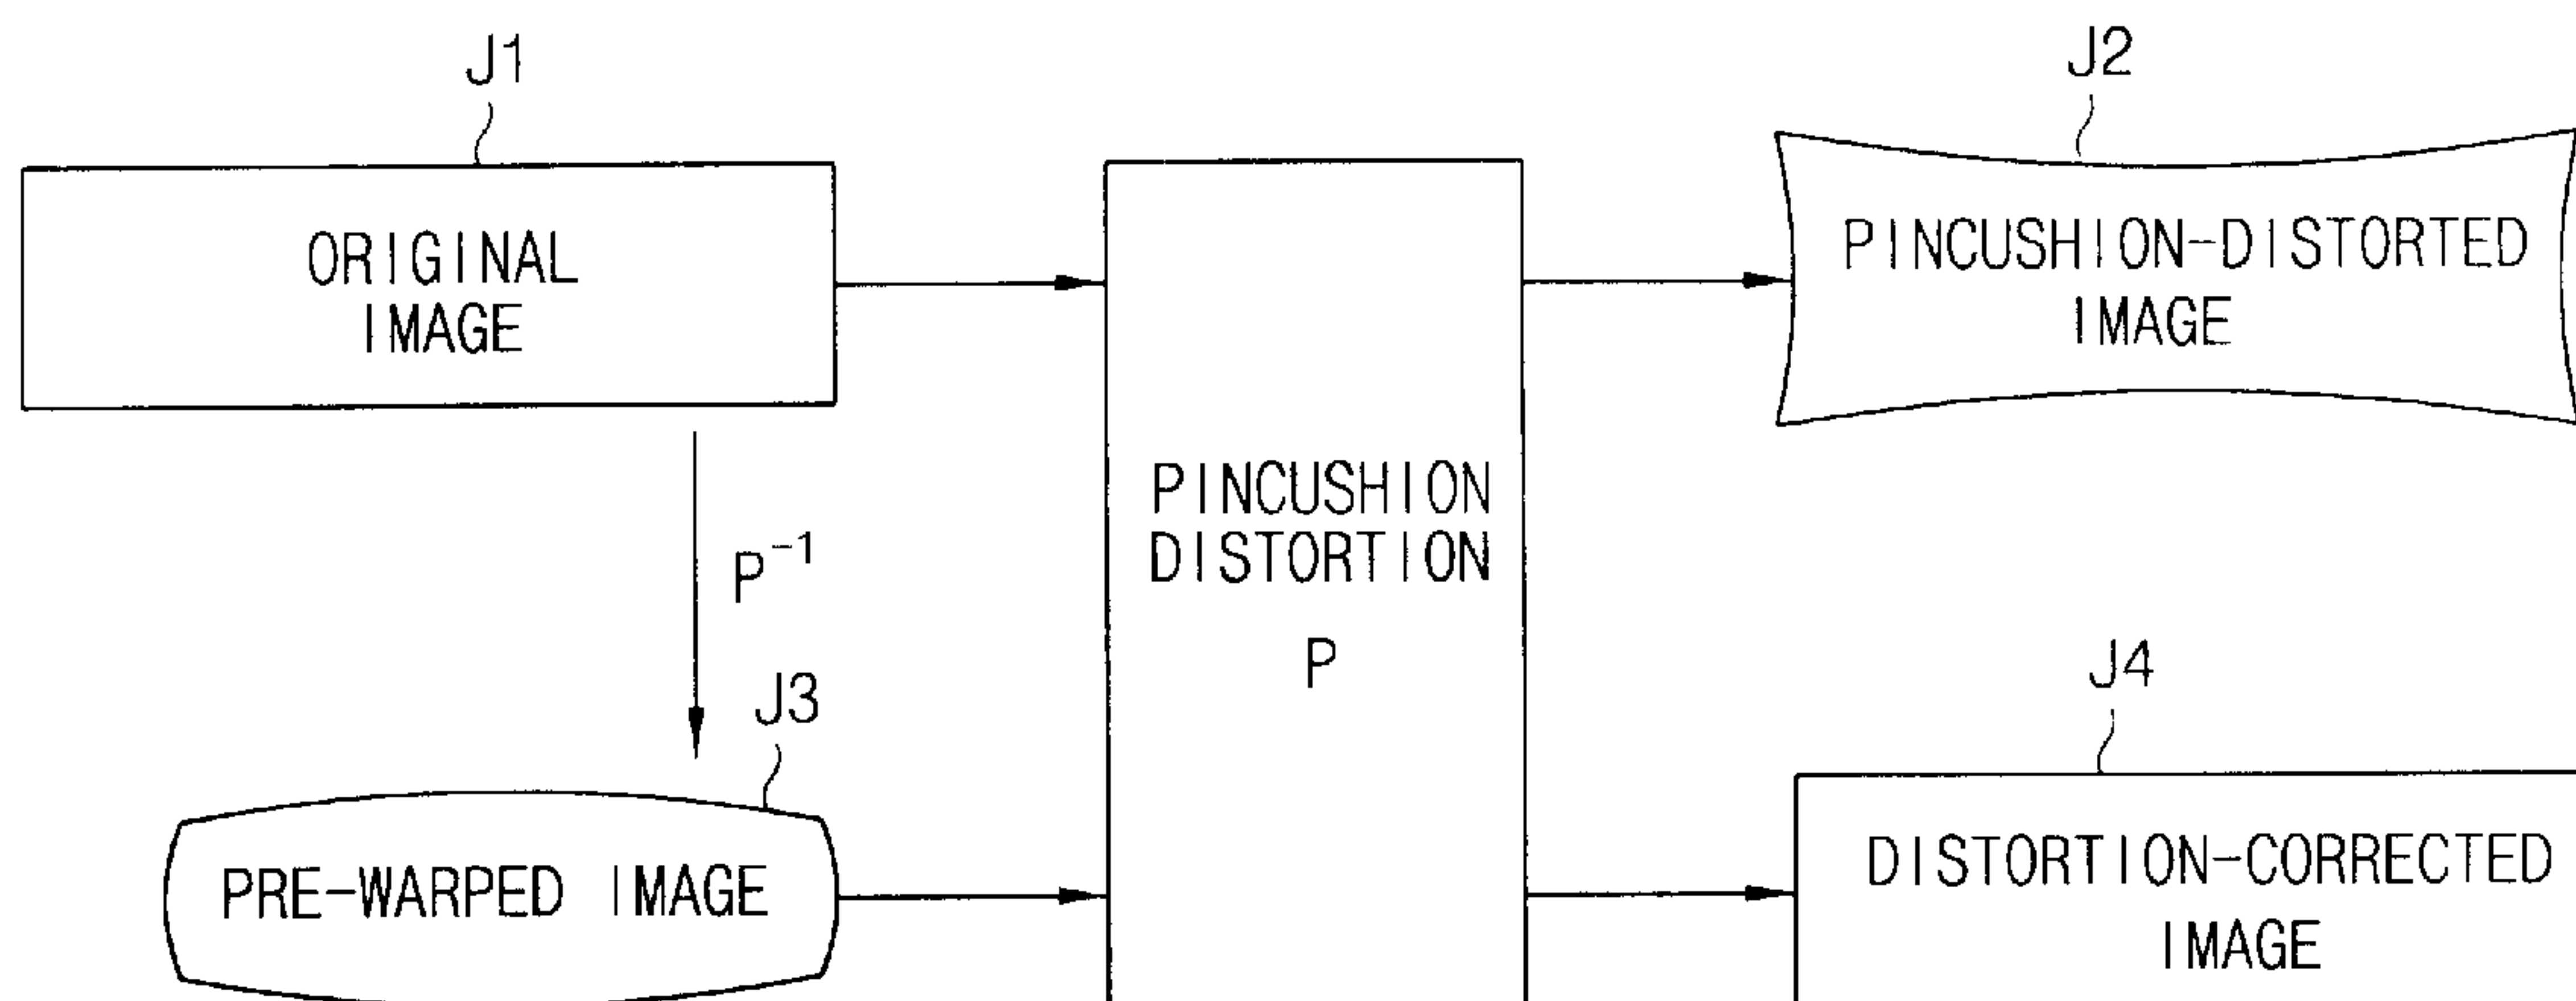 J1
J2
ORIGINAL
IMAGE
PINCUSHION-DISTORTED
IMAGE
PINCUSHION
DISTORTION
P
P⁻¹
J3
J4
PRE-WARPED IMAGE
DISTORTION-CORRECTED
IMAGE